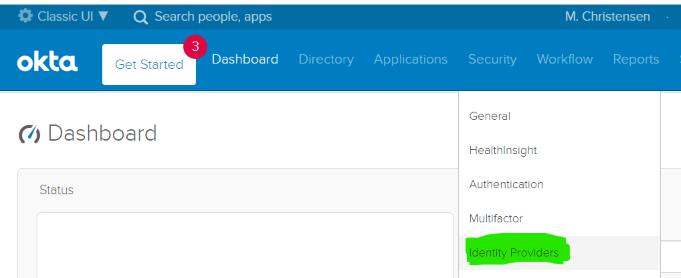 Classic UI ▼ Search people, apps M. Christensen
okta Get Started 3 Dashboard Directory Applications Security Workflow Reports
General
HealthInsight
Authentication
Multifactor
Identity Providers
Dashboard
Status